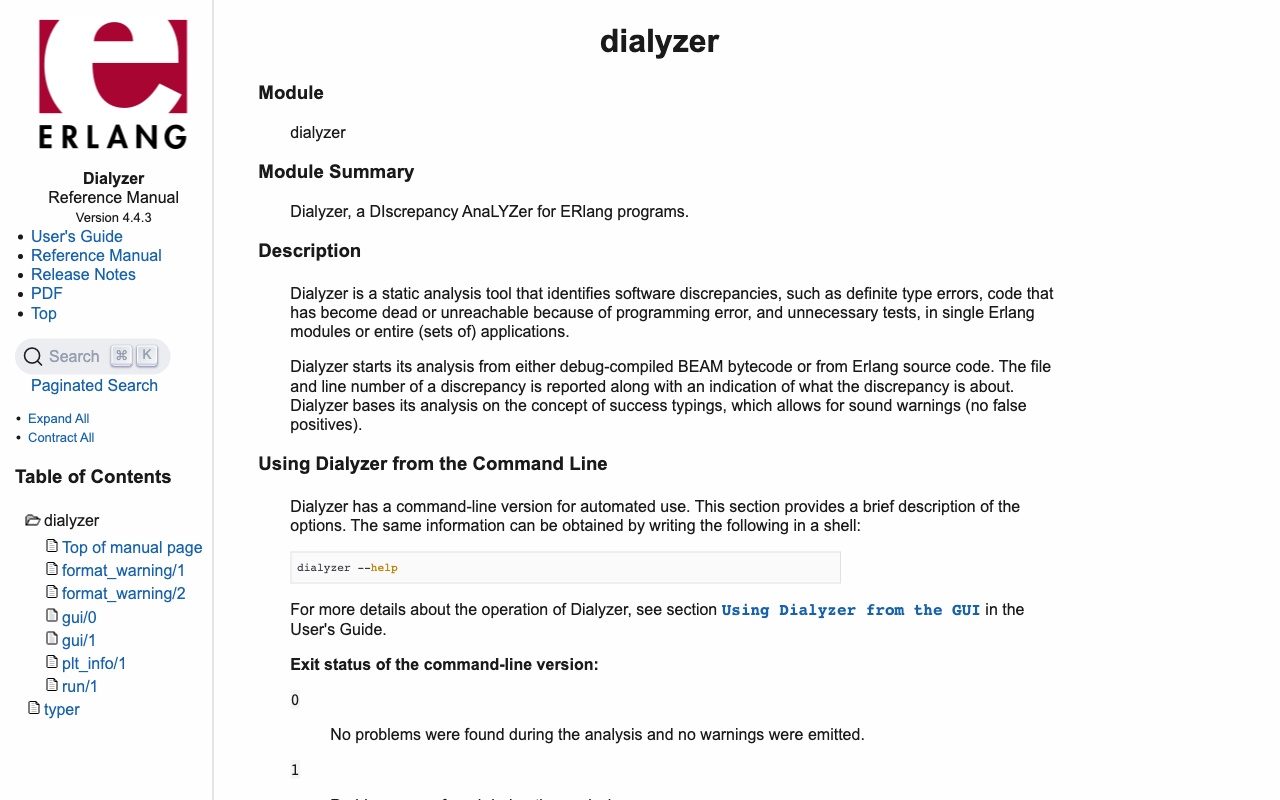 ERLANG
Dialyzer
Reference Manual
Version 4.4.3
User's Guide
Reference Manual
Release Notes
PDF
Top
Search ⌘ K
Paginated Search
Expand All
Contract All
Table of Contents
dialyzer
Top of manual page
format_warning/1
format_warning/2
gui/0
gui/1
plt_info/1
run/1
typer
dialyzer
Module
dialyzer
Module Summary
Dialyzer, a DIscrepancy AnaLYZer for ERlang programs.
Description
Dialyzer is a static analysis tool that identifies software discrepancies, such as definite type errors, code that
has become dead or unreachable because of programming error, and unnecessary tests, in single Erlang
modules or entire (sets of) applications.
Dialyzer starts its analysis from either debug-compiled BEAM bytecode or from Erlang source code. The file
and line number of a discrepancy is reported along with an indication of what the discrepancy is about.
Dialyzer bases its analysis on the concept of success typings, which allows for sound warnings (no false
positives).
Using Dialyzer from the Command Line
Dialyzer has a command-line version for automated use. This section provides a brief description of the
options. The same information can be obtained by writing the following in a shell:
dialyzer --help
For more details about the operation of Dialyzer, see section Using Dialyzer from the GUI in the
User's Guide.
Exit status of the command-line version:
0
No problems were found during the analysis and no warnings were emitted.
1